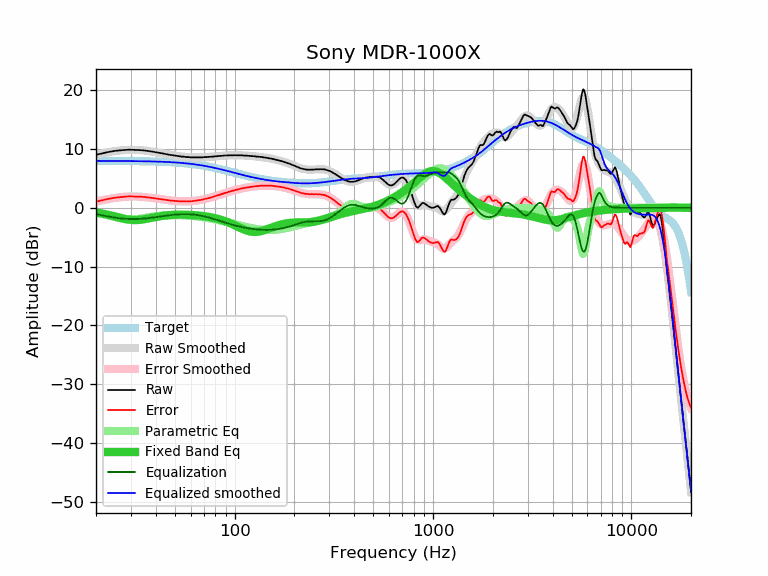 Sony MDR-1000X
20
10
0
−10
−20
−30
−40
−50
Amplitude (dBr)
Target
Raw Smoothed
Error Smoothed
Raw
Error
Parametric Eq
Fixed Band Eq
Equalization
Equalized smoothed
100 1000 10000
Frequency (Hz)